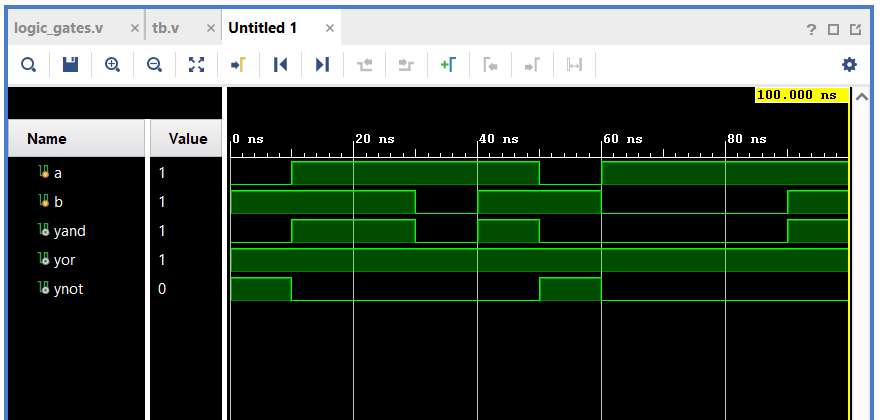 logic_gates.v × tb.v × Untitled 1 × ?
100.000 ns
Name Value 0 ns 20 ns 40 ns 60 ns 80 ns
a 1
b 1
yand 1
yor 1
ynot 0